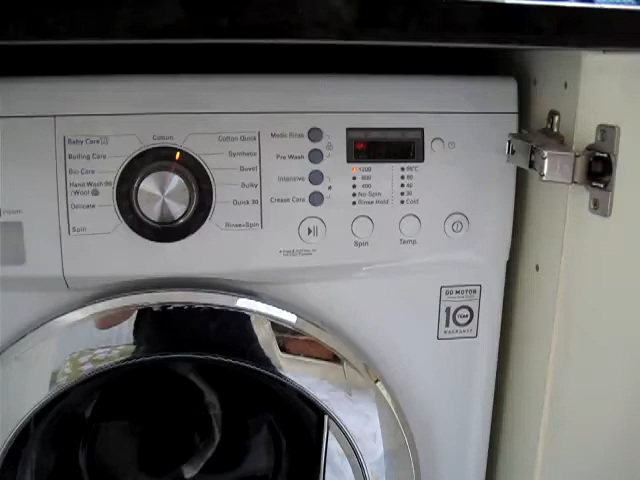 Baby Care
Boiling Care
Bio Care
Hand Wash
/Wool
Delicate
Spin
Cotton
Cotton Quick
Synthetic
Duvet
Bulky
Quick 30
Rinse+Spin
Medic Rinse
Pre Wash
Intensive
Crease Care
1200
800
400
No Spin
Rinse Hold
95°C
60
40
30
Cold
Spin
Temp.
DD MOTOR
10 YEAR
WARRANTY